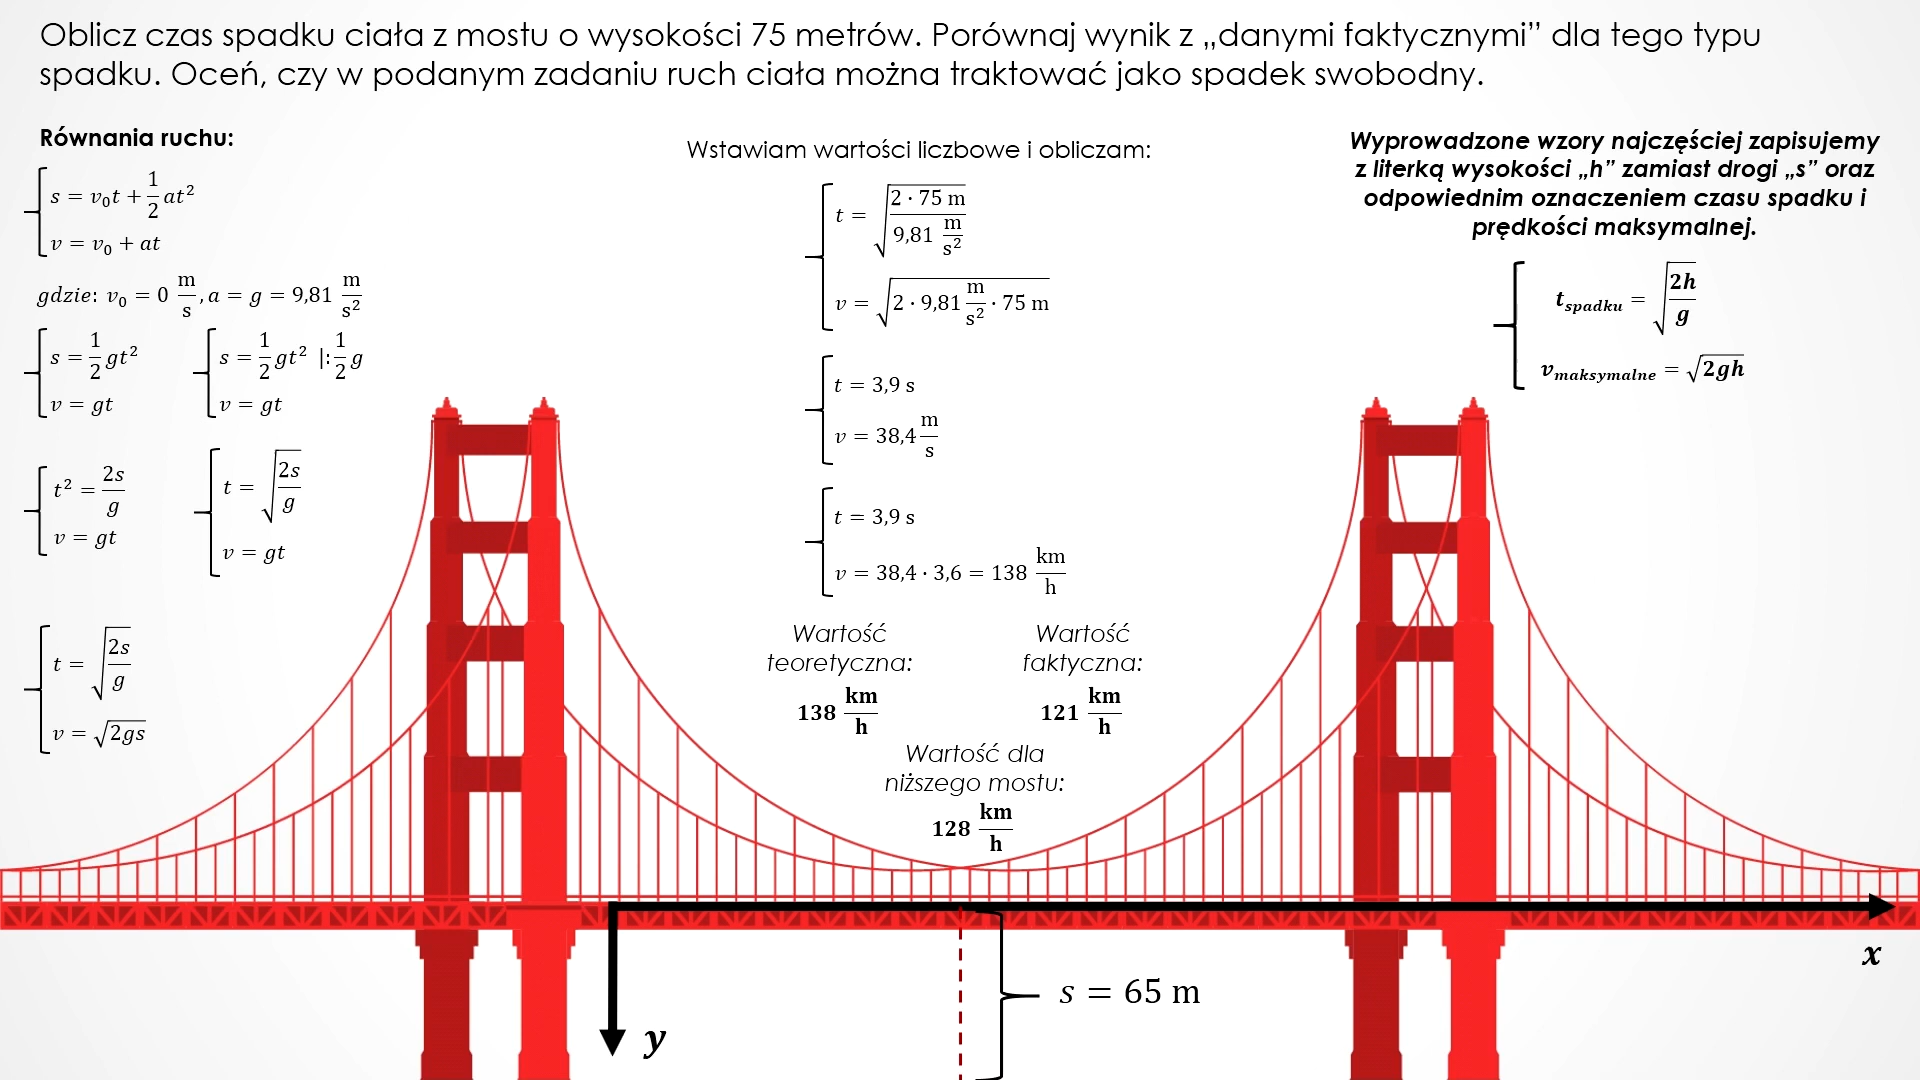 Oblicz czas spadku ciała z mostu o wysokości 75 metrów. Porównaj wynik z „danymi faktycznymi” dla tego typu
spadku. Oceń, czy w podanym zadaniu ruch ciała można traktować jako spadek swobodny.
Równania ruchu:
s = v₀t + 1/2 at²
v = v₀ + at
gdzie: v₀ = 0 m/s, a = g = 9,81 m/s²
s = 1/2 gt²
v = gt
s = 1/2 gt² |: 1/2 g
v = gt
t² = 2s/g
v = gt
t = √(2s/g)
v = gt
t = √(2s/g)
v = √(2gs)
Wstawiam wartości liczbowe i obliczam:
t = √(2 · 75 m / 9,81 m/s²)
v = √(2 · 9,81 m/s² · 75 m)
t = 3,9 s
v = 38,4 m/s
t = 3,9 s
v = 38,4 · 3,6 = 138 km/h
Wartość
teoretyczna:
138 km/h
Wartość
faktyczna:
121 km/h
Wartość dla
niższego mostu:
128 km/h
Wyprowadzone wzory najczęściej zapisujemy
z literką wysokości „h” zamiast drogi „s” oraz
odpowiednim oznaczeniem czasu spadku i
prędkości maksymalnej.
t spadku = √(2h/g)
v maksymalne = √(2gh)
x
s = 65 m
y